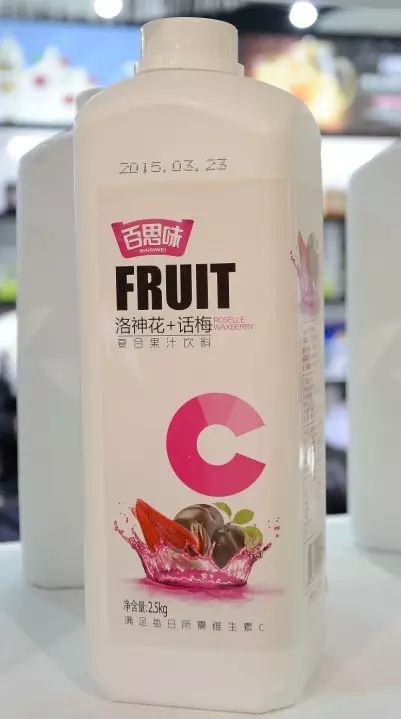 2015.03.23
百思味
BAISIWEI
FRUIT
洛神花+话梅 ROSELLE
WAXBERRY
复合果汁饮料
C
净含量:2.5kg
满足每日所需维生素 C